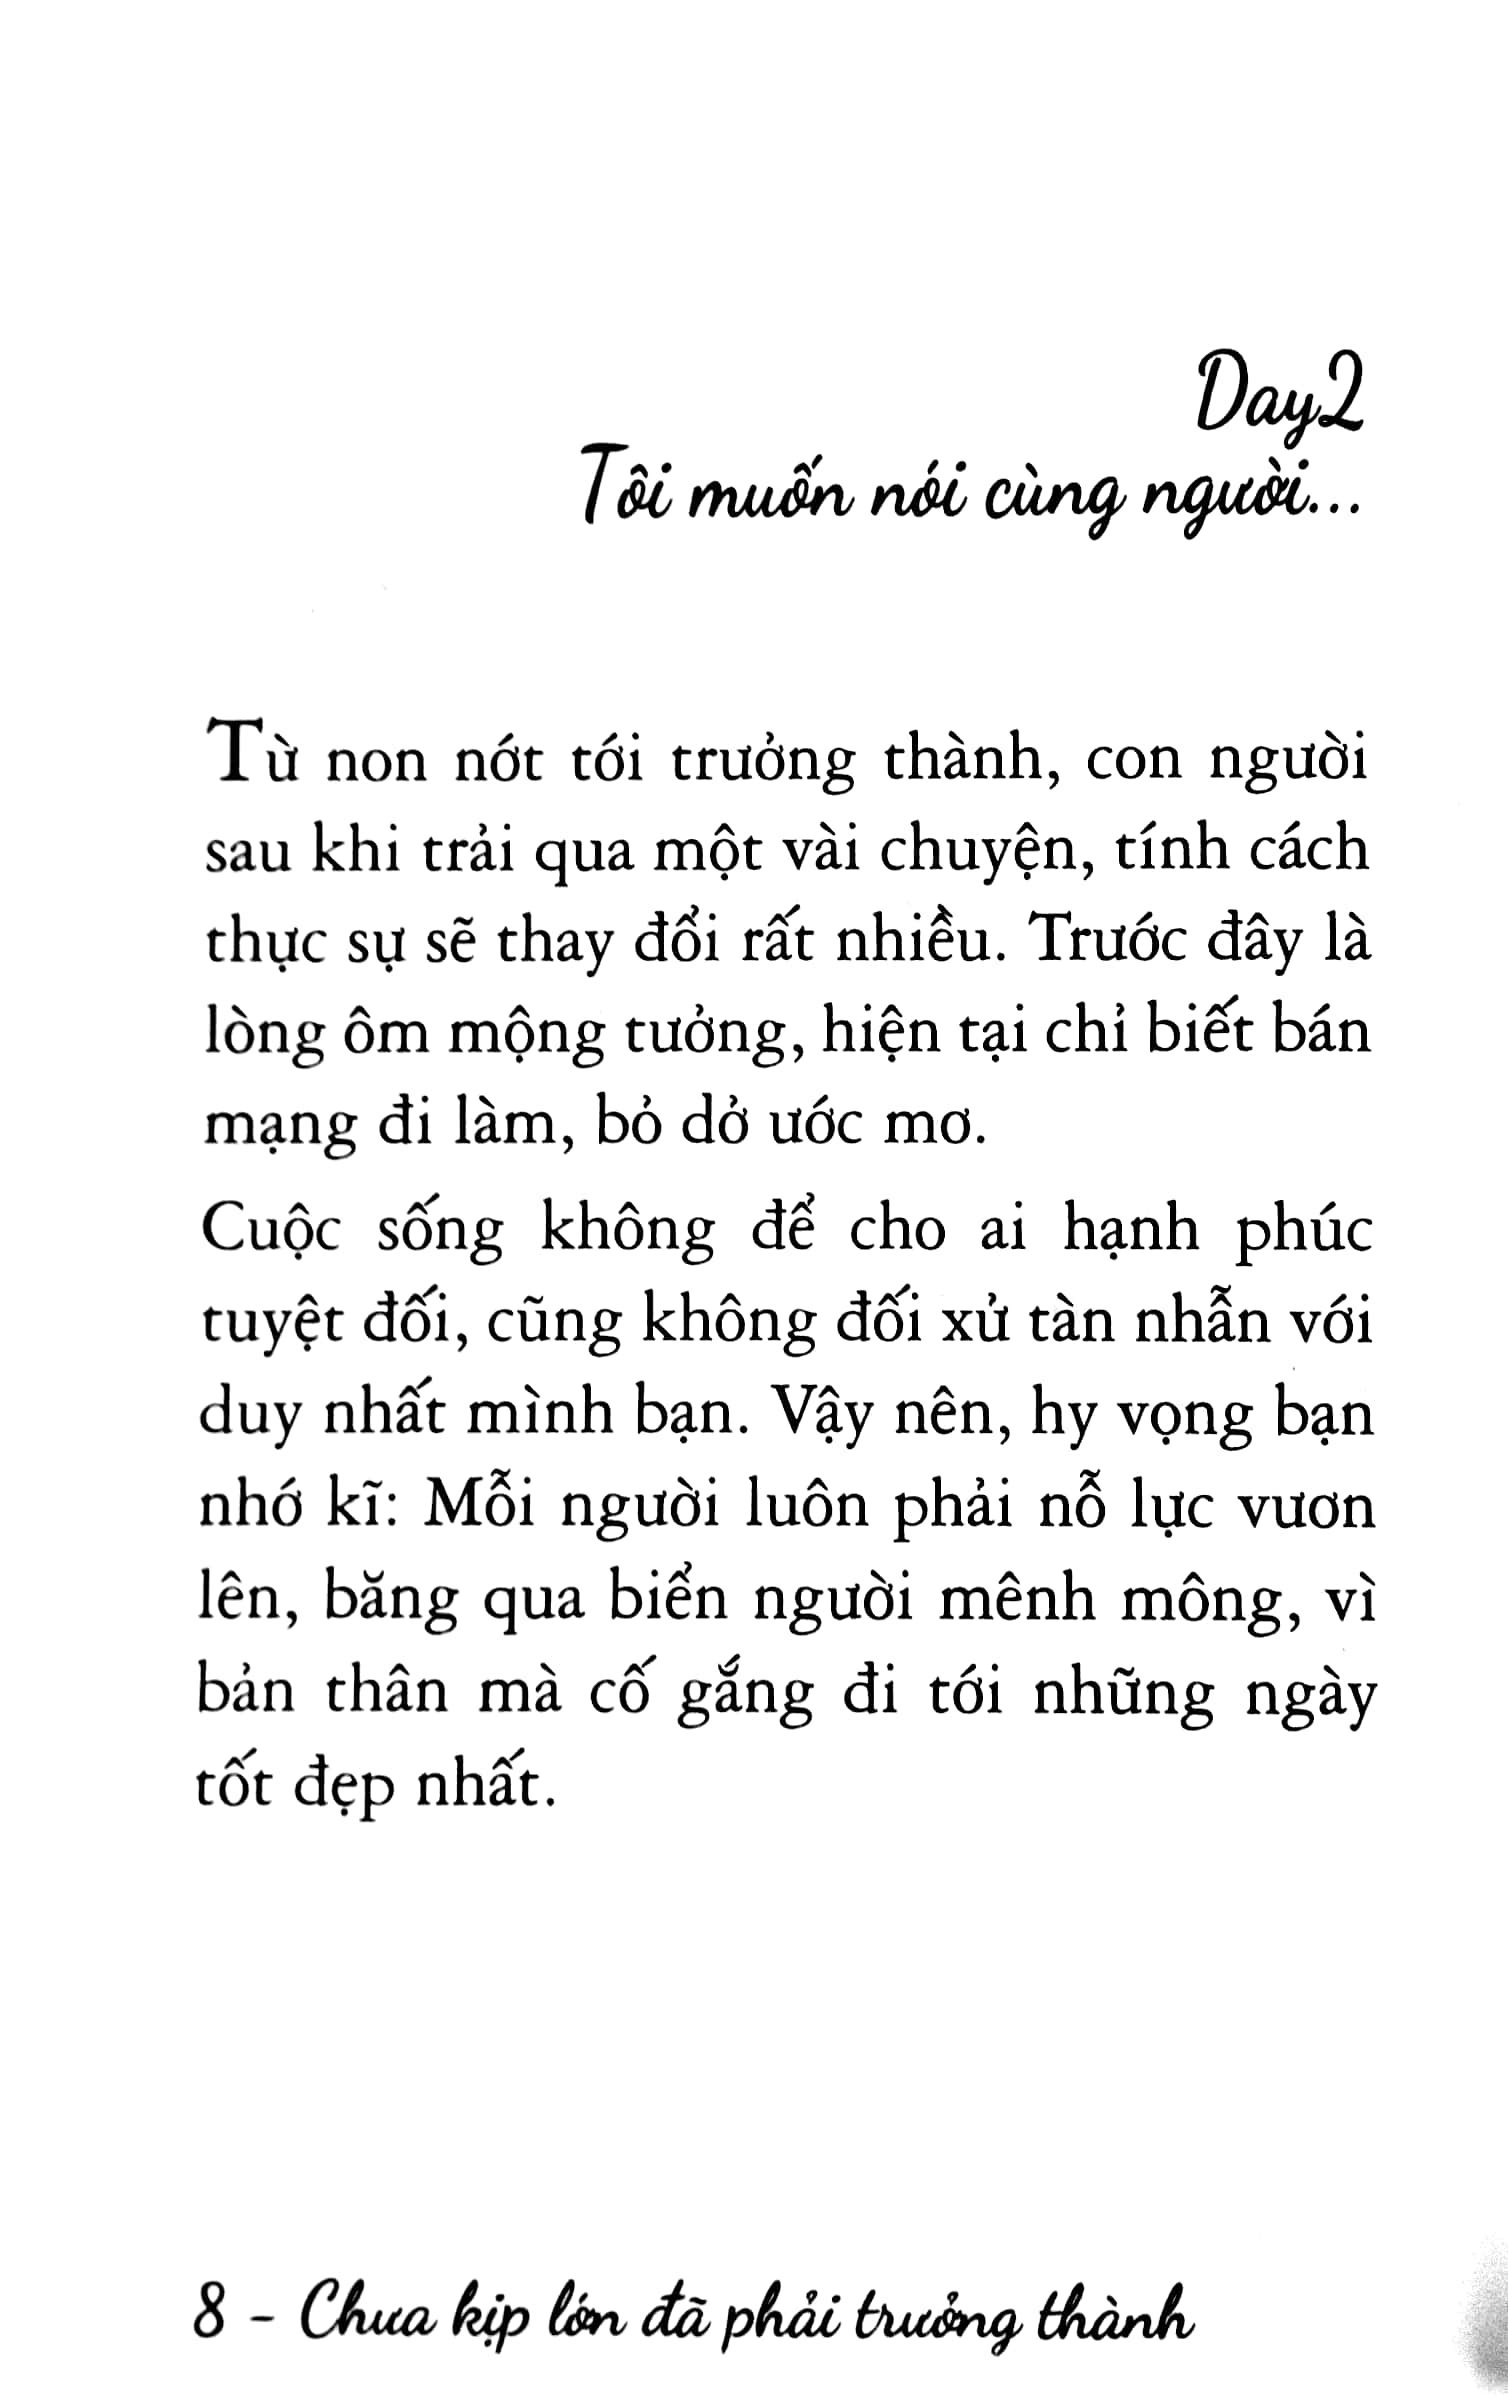 Day2
Tôi muốn nói cùng người...
Từ non nớt tới trưởng thành, con người
sau khi trải qua một vài chuyện, tính cách
thực sự sẽ thay đổi rất nhiều. Trước đây là
lòng ôm mộng tưởng, hiện tại chỉ biết bán
mạng đi làm, bỏ dở ước mơ.
Cuộc sống không để cho ai hạnh phúc
tuyệt đối, cũng không đối xử tàn nhẫn với
duy nhất mình bạn. Vậy nên, hy vọng bạn
nhớ kĩ: Mỗi người luôn phải nỗ lực vươn
lên, băng qua biển người mênh mông, vì
bản thân mà cố gắng đi tới những ngày
tốt đẹp nhất.
8 - Chưa kịp lớn đã phải trưởng thành